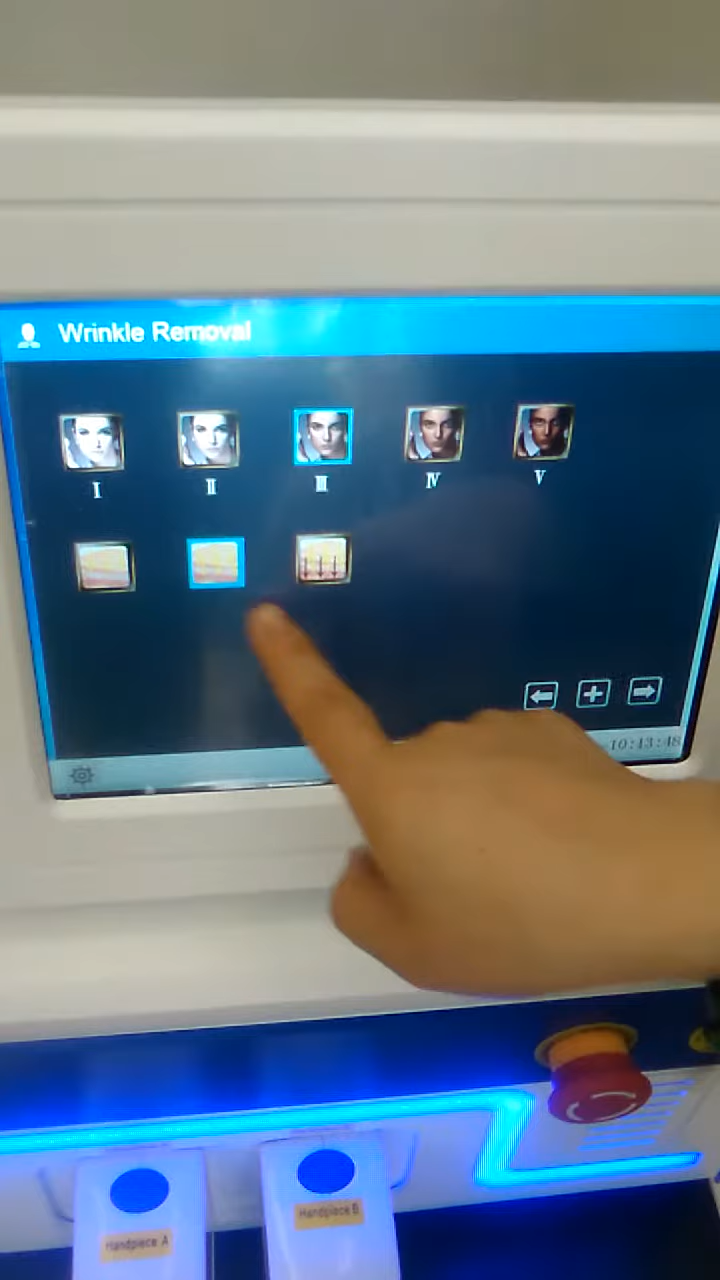 Wrinkle Removal
I II III IV V
10:13:48
Handpiece A
Handpiece B